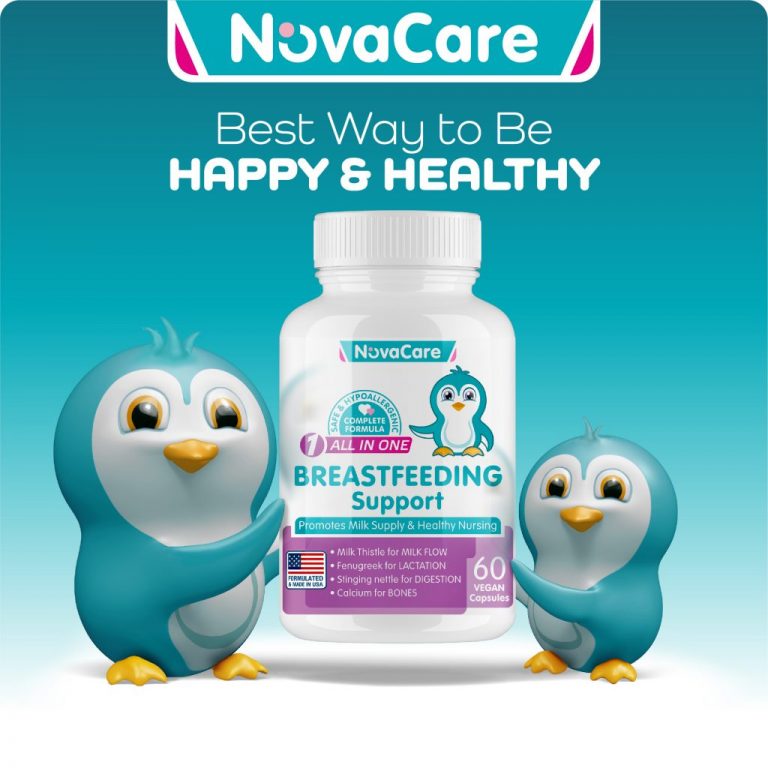 NovaCare
Best Way to Be
HAPPY & HEALTHY
NovaCare
SAFE & HYPOALLERGENIC
COMPLETE
FORMULA
1 ALL IN ONE
BREASTFEEDING
Support
Promotes Milk Supply & Healthy Nursing
• Milk Thistle for MILK FLOW
• Fenugreek for LACTATION
• Stinging nettle for DIGESTION
• Calcium for BONES
FORMULATED
& MADE IN USA
60
VEGAN
Capsules